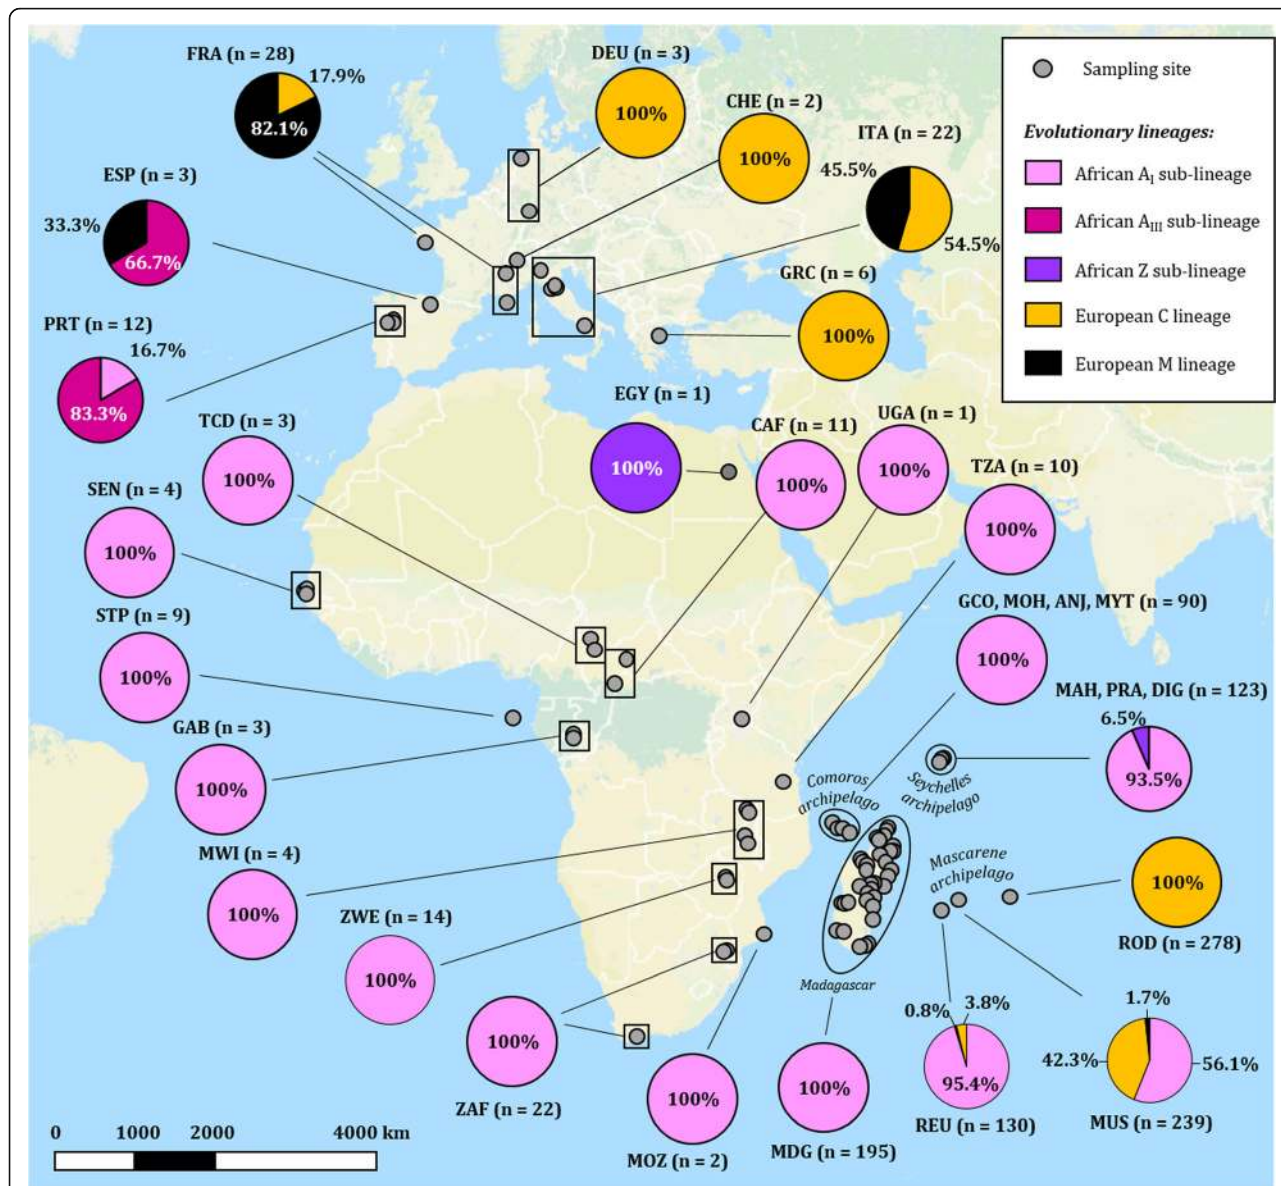 FRA (n = 28)
17.9%
82.1%
DEU (n = 3)
100%
CHE (n = 2)
100%
ITA (n = 22)
45.5%
54.5%
Sampling site
Evolutionary lineages:
African AI sub-lineage
African AIII sub-lineage
African Z sub-lineage
European C lineage
European M lineage
ESP (n = 3)
33.3%
66.7%
GRC (n = 6)
100%
PRT (n = 12)
16.7%
83.3%
TCD (n = 3)
100%
EGY (n = 1)
100%
CAF (n = 11)
100%
UGA (n = 1)
100%
TZA (n = 10)
100%
SEN (n = 4)
100%
STP (n = 9)
100%
GCO, MOH, ANJ, MYT (n = 90)
100%
MAH, PRA, DIG (n = 123)
6.5%
93.5%
GAB (n = 3)
100%
Comoros
archipelago
Seychelles
archipelago
Mascarene
archipelago
MWI (n = 4)
100%
ZWE (n = 14)
100%
100%
ROD (n = 278)
Madagascar
100%
ZAF (n = 22)
100%
MOZ (n = 2)
100%
MDG (n = 195)
0.8%
3.8%
95.4%
REU (n = 130)
1.7%
42.3%
56.1%
MUS (n = 239)
0 1000 2000 4000 km